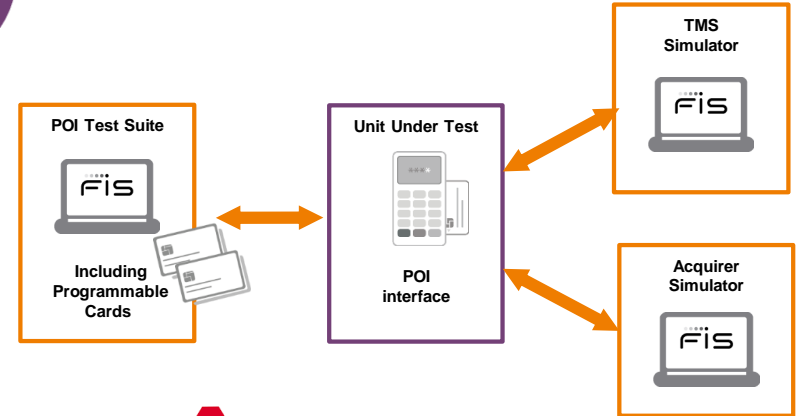 TMS
Simulator
FIS
POI Test Suite
FIS
Including
Programmable
Cards
Unit Under Test
POI
interface
Acquirer
Simulator
FIS